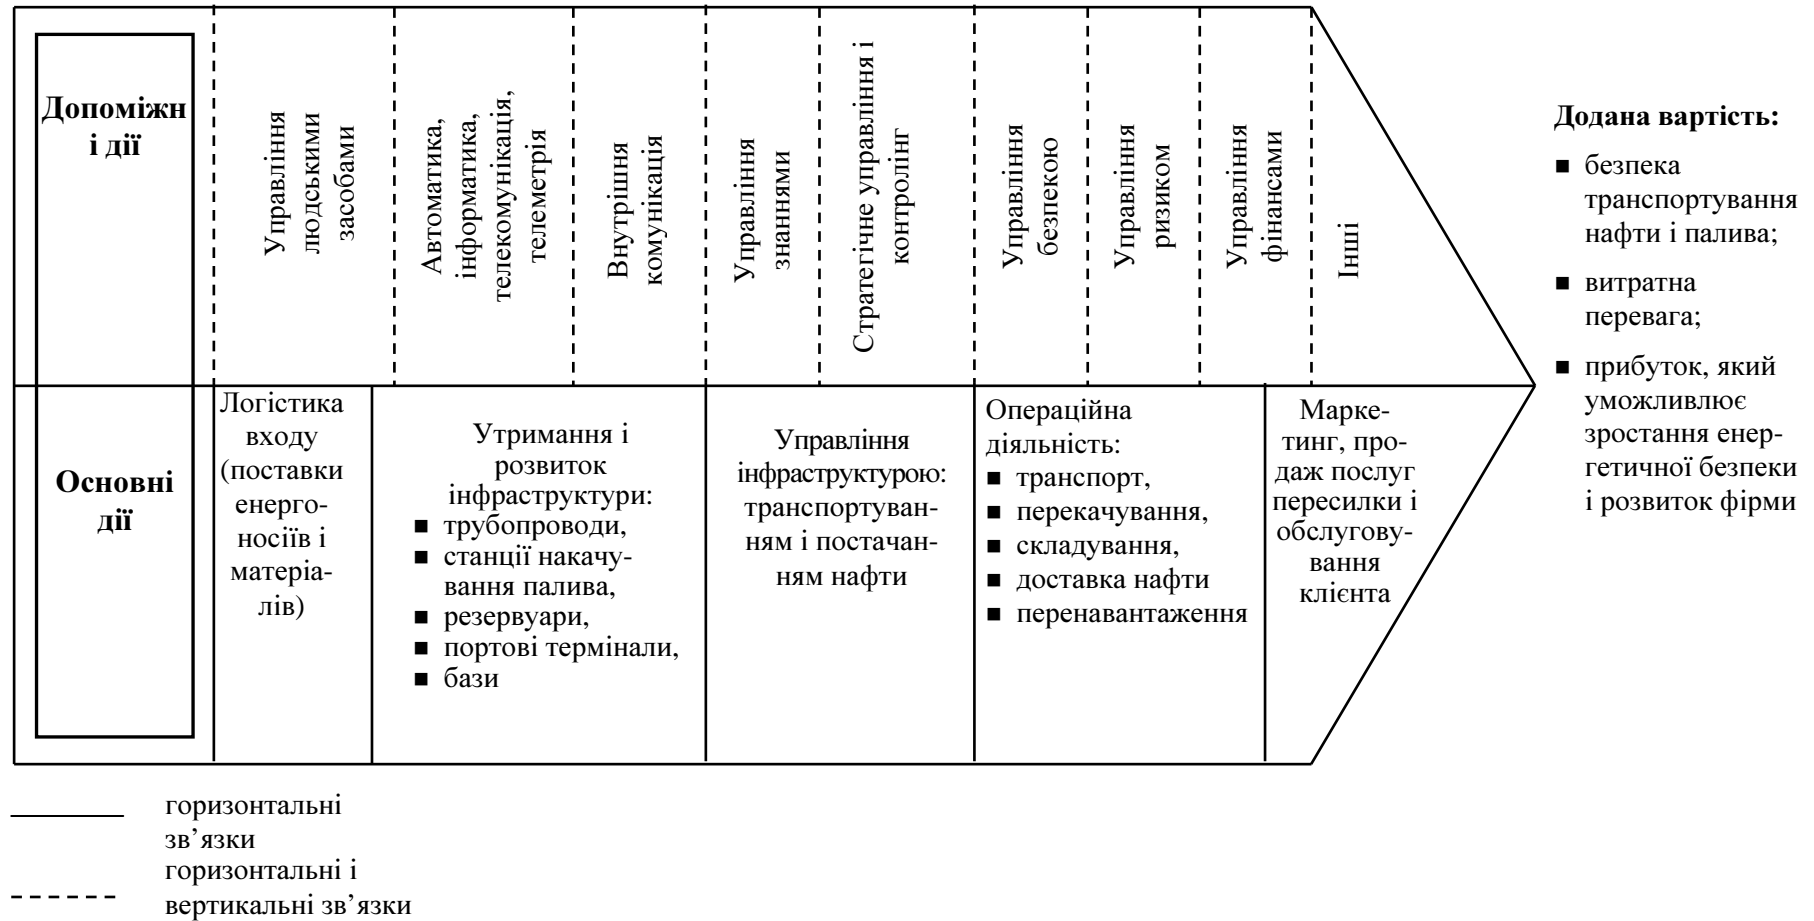 Допоміжн
і дії
Управління
людськими
засобами
Автоматика,
інформатика,
телекомунікація,
телеметрія
Внутрішня
комунікація
Управління
знаннями
Стратегічне управління і
контролінг
Управління
безпекою
Управління
ризиком
Управління
фінансами
Інші
Основні
дії
Логістика
входу
(поставки
енерго-
носіїв і
матеріа-
лів)
Утримання і
розвиток
інфраструктури:
■ трубопроводи,
■ станції накачу-
вання палива,
■ резервуари,
■ портові термінали,
■ бази
Управління
інфраструктурою:
транспортуван-
ням і постачан-
ням нафти
Операційна
діяльність:
■ транспорт,
■ перекачування,
■ складування,
■ доставка нафти
■ перенавантаження
Марке-
тинг, про-
даж послуг
пересилки і
обслугову-
вання
клієнта
Додана вартість:
■ безпека
транспортування
нафти і палива;
■ витратна
перевага;
■ прибуток, який
уможливлює
зростання енер-
гетичної безпеки
і розвиток фірми
горизонтальні
зв’язки
горизонтальні і
вертикальні зв’язки